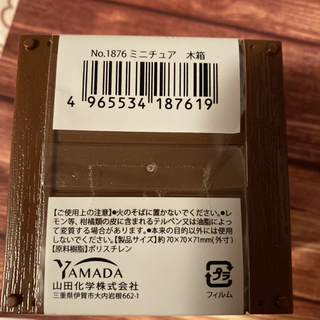 No.1876 ミニチュア 木箱
4 965534 187619
【ご使用上の注意】●火のそばに置かないでください。●レ
モン等、柑橘類の皮に含まれるテルペン又は油脂によっ
て変質する場合があります。●本来の目的以外には使用
しないでください。【製品サイズ】約70×70×71mm(外寸)
【原料樹脂】ポリスチレン
YAMADA
山田化学株式会社
三重県伊賀市大内岩根662-1
プラ
フィルム